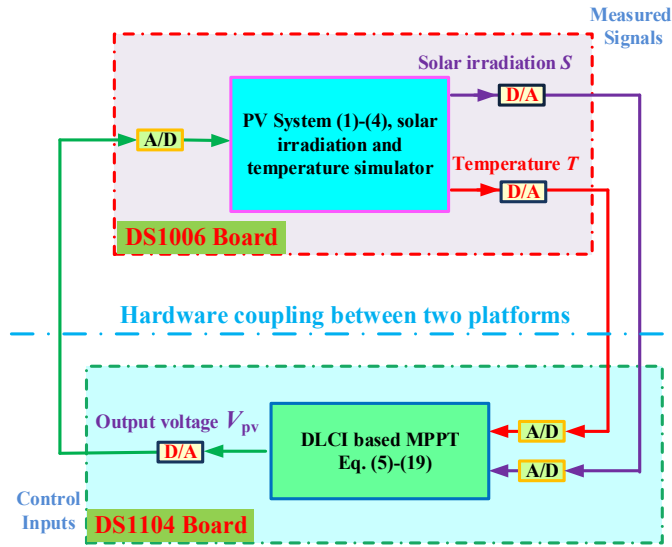 Measured
Signals
Solar irradiation S
D/A
A/D
PV System (1)-(4), solar
irradiation and
temperature simulator
Temperature T
D/A
DS1006 Board
Hardware coupling between two platforms
Output voltage Vpv
D/A
DLCI based MPPT
Eq. (5)-(19)
A/D
A/D
Control
Inputs
DS1104 Board